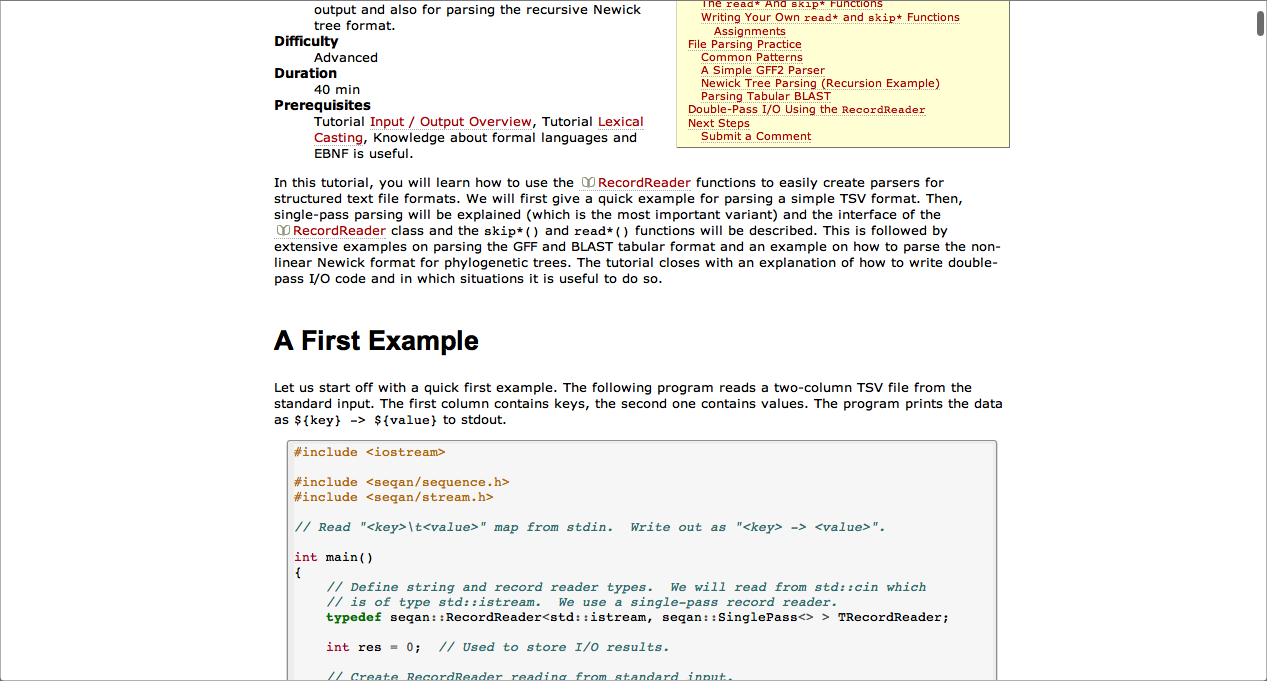 output and also for parsing the recursive Newick
tree format.
Difficulty
Advanced
Duration
40 min
Prerequisites
Tutorial Input / Output Overview, Tutorial Lexical
Casting, Knowledge about formal languages and
EBNF is useful.
The read* And skip* Functions
Writing Your Own read* and skip* Functions
Assignments
File Parsing Practice
Common Patterns
A Simple GFF2 Parser
Newick Tree Parsing (Recursion Example)
Parsing Tabular BLAST
Double-Pass I/O Using the RecordReader
Next Steps
Submit a Comment
In this tutorial, you will learn how to use the RecordReader functions to easily create parsers for
structured text file formats. We will first give a quick example for parsing a simple TSV format. Then,
single-pass parsing will be explained (which is the most important variant) and the interface of the
RecordReader class and the skip*() and read*() functions will be described. This is followed by
extensive examples on parsing the GFF and BLAST tabular format and an example on how to parse the non-
linear Newick format for phylogenetic trees. The tutorial closes with an explanation of how to write double-
pass I/O code and in which situations it is useful to do so.
A First Example
Let us start off with a quick first example. The following program reads a two-column TSV file from the
standard input. The first column contains keys, the second one contains values. The program prints the data
as ${key} -> ${value} to stdout.
#include <iostream>
#include <seqan/sequence.h>
#include <seqan/stream.h>
// Read "<key>\t<value>" map from stdin.  Write out as "<key> -> <value>".
int main()
{
// Define string and record reader types.  We will read from std::cin which
// is of type std::istream.  We use a single-pass record reader.
typedef seqan::RecordReader<std::istream, seqan::SinglePass<> > TRecordReader;
int res = 0;  // Used to store I/O results.
// Create RecordReader reading from standard input.